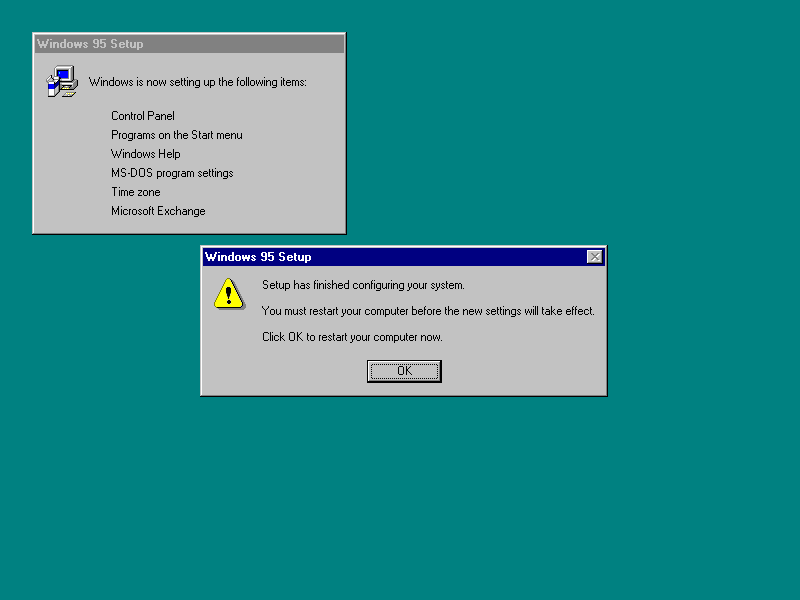 Windows 95 Setup
Windows is now setting up the following items:
Control Panel
Programs on the Start menu
Windows Help
MS-DOS program settings
Time zone
Microsoft Exchange
Windows 95 Setup
Setup has finished configuring your system.
You must restart your computer before the new settings will take effect.
Click OK to restart your computer now.
OK